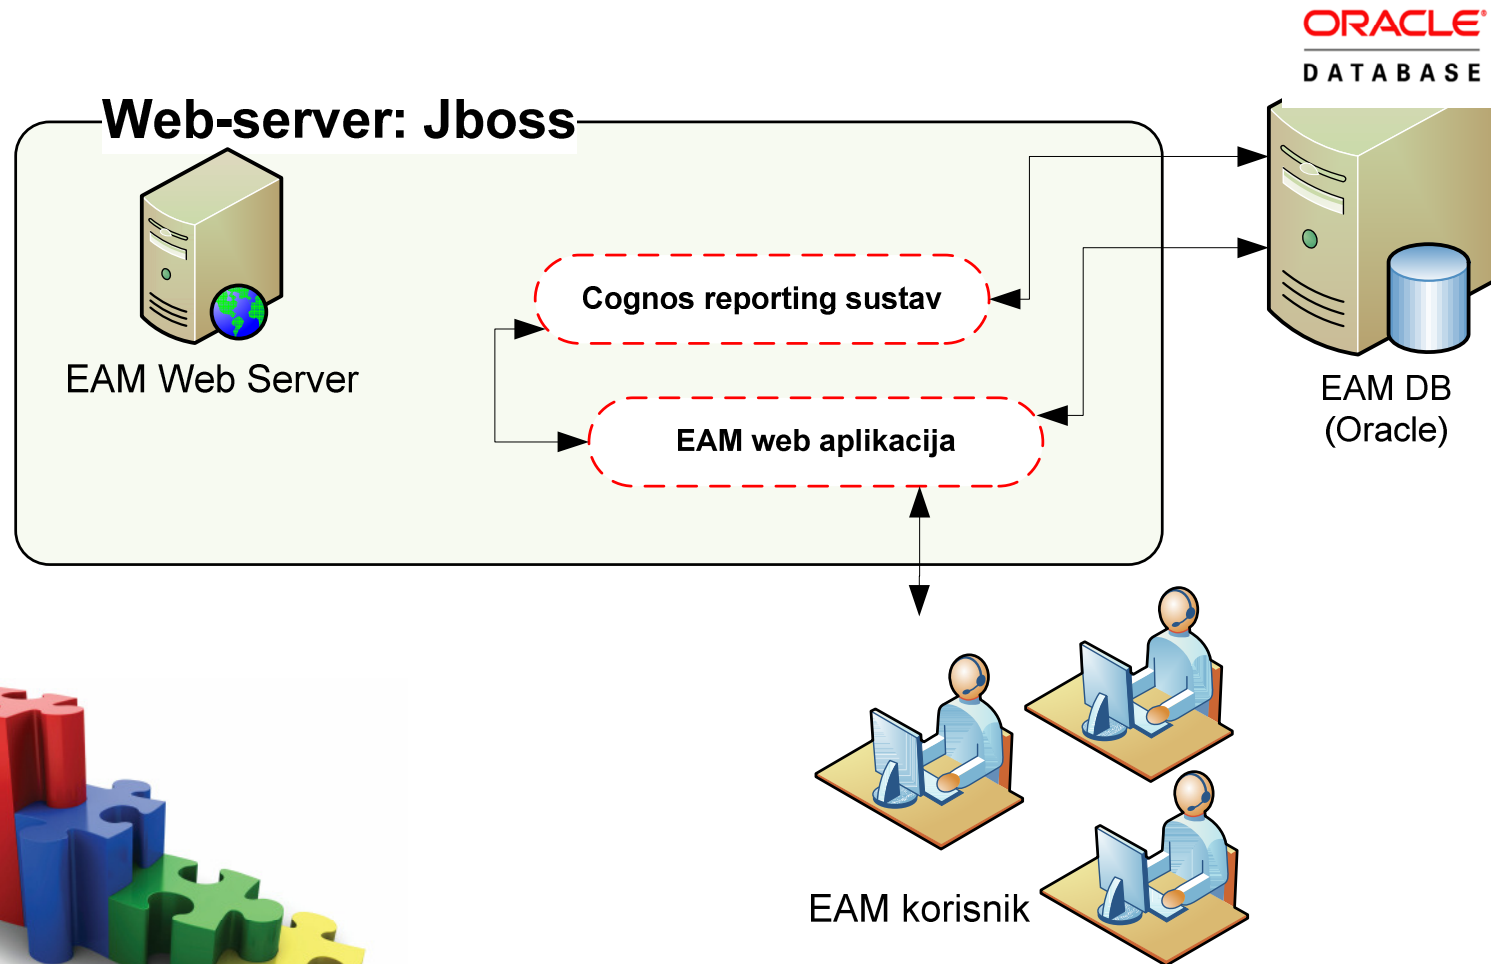 ORACLE
DATABASE
Web-server: Jboss
Cognos reporting sustav
EAM Web Server
EAM web aplikacija
EAM DB
(Oracle)
EAM korisnik